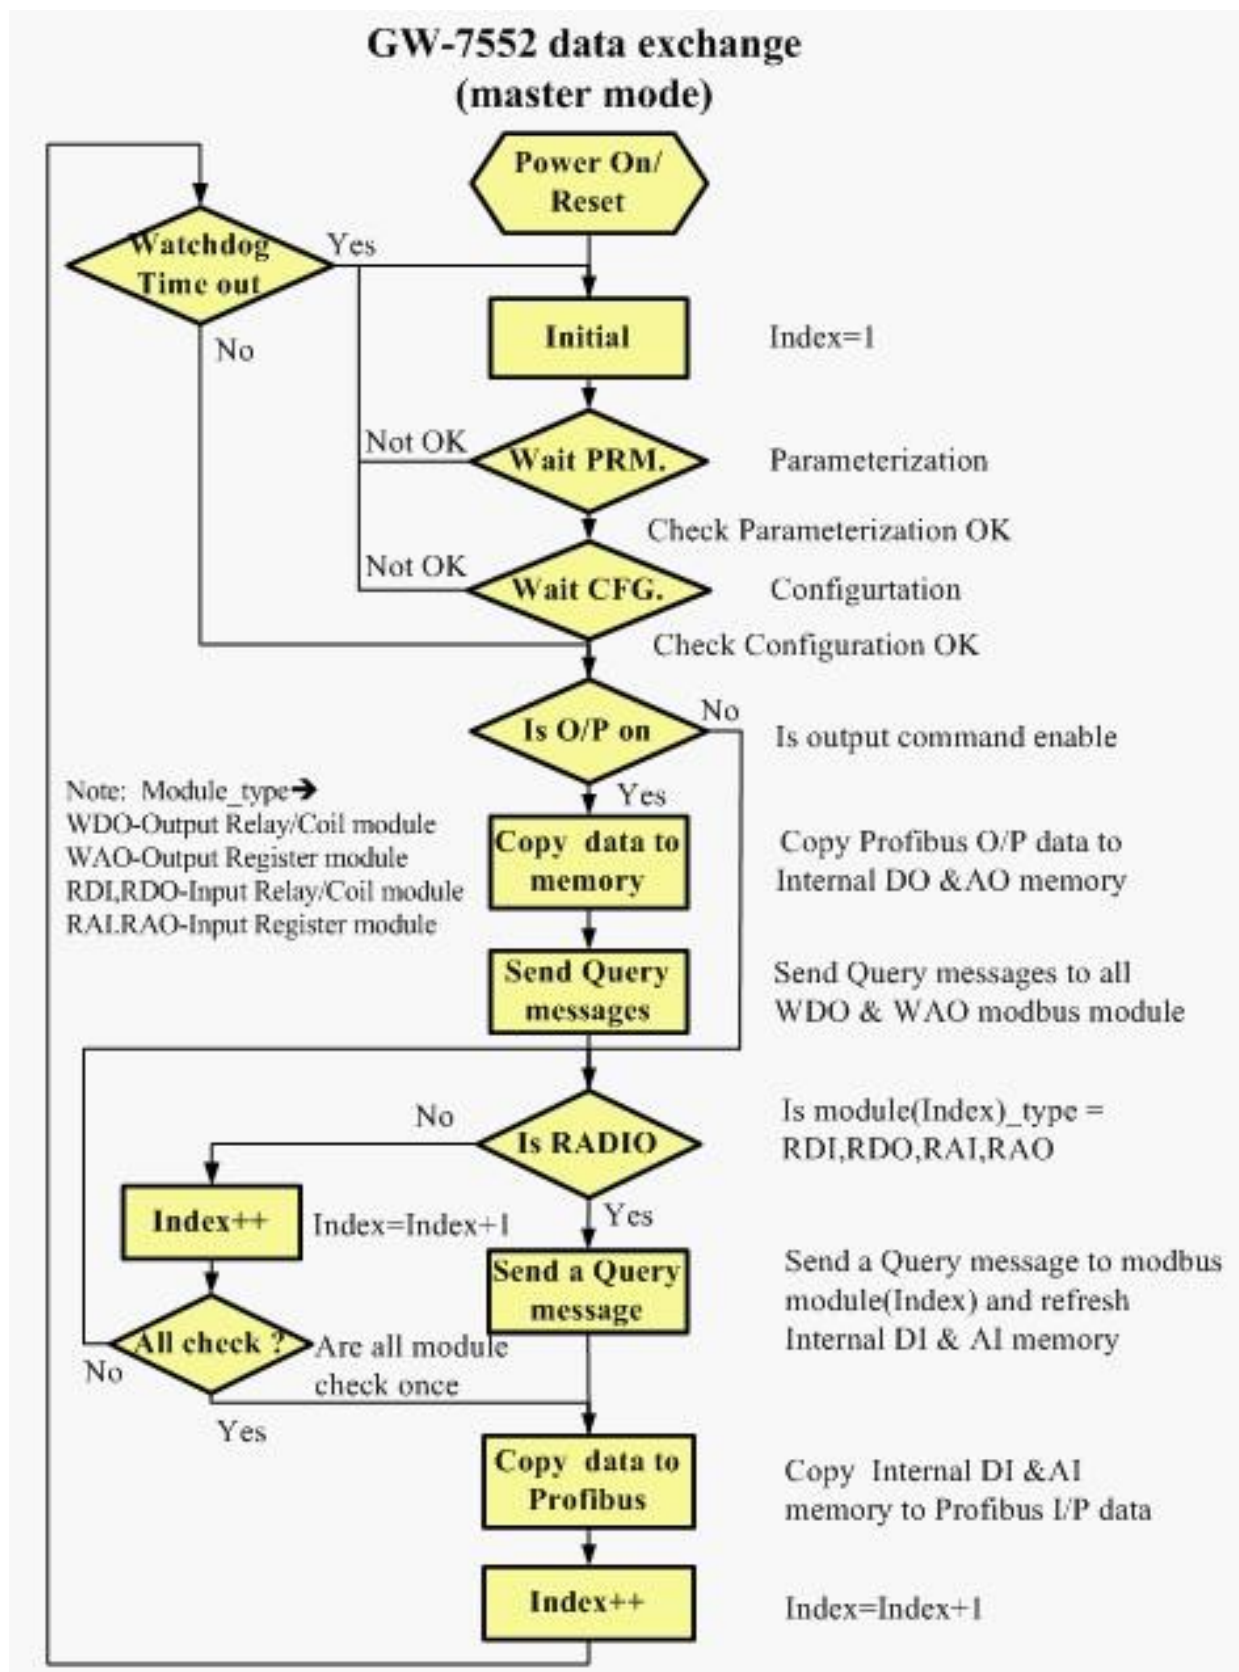 GW-7552 data exchange
(master mode)
Power On/
Reset
Watchdog
Time out
Yes
No
Initial
Index=1
Not OK
Wait PRM.
Parameterization
Check Parameterization OK
Not OK
Wait CFG.
Configurtation
Check Configuration OK
Is O/P on
No
Is output command enable
Yes
Note: Module_type➔
WDO-Output Relay/Coil module
WAO-Output Register module
RDI,RDO-Input Relay/Coil module
RAI.RAO-Input Register module
Copy data to
memory
Copy Profibus O/P data to
Internal DO &AO memory
Send Query
messages
Send Query messages to all
WDO & WAO modbus module
No
Is RADIO
Is module(Index)_type =
RDI,RDO,RAI,RAO
Yes
Index++
Index=Index+1
Send a Query
message
Send a Query message to modbus
module(Index) and refresh
Internal DI & AI memory
All check ?
Are all module
check once
No
Yes
Copy data to
Profibus
Copy Internal DI &AI
memory to Profibus I/P data
Index++
Index=Index+1